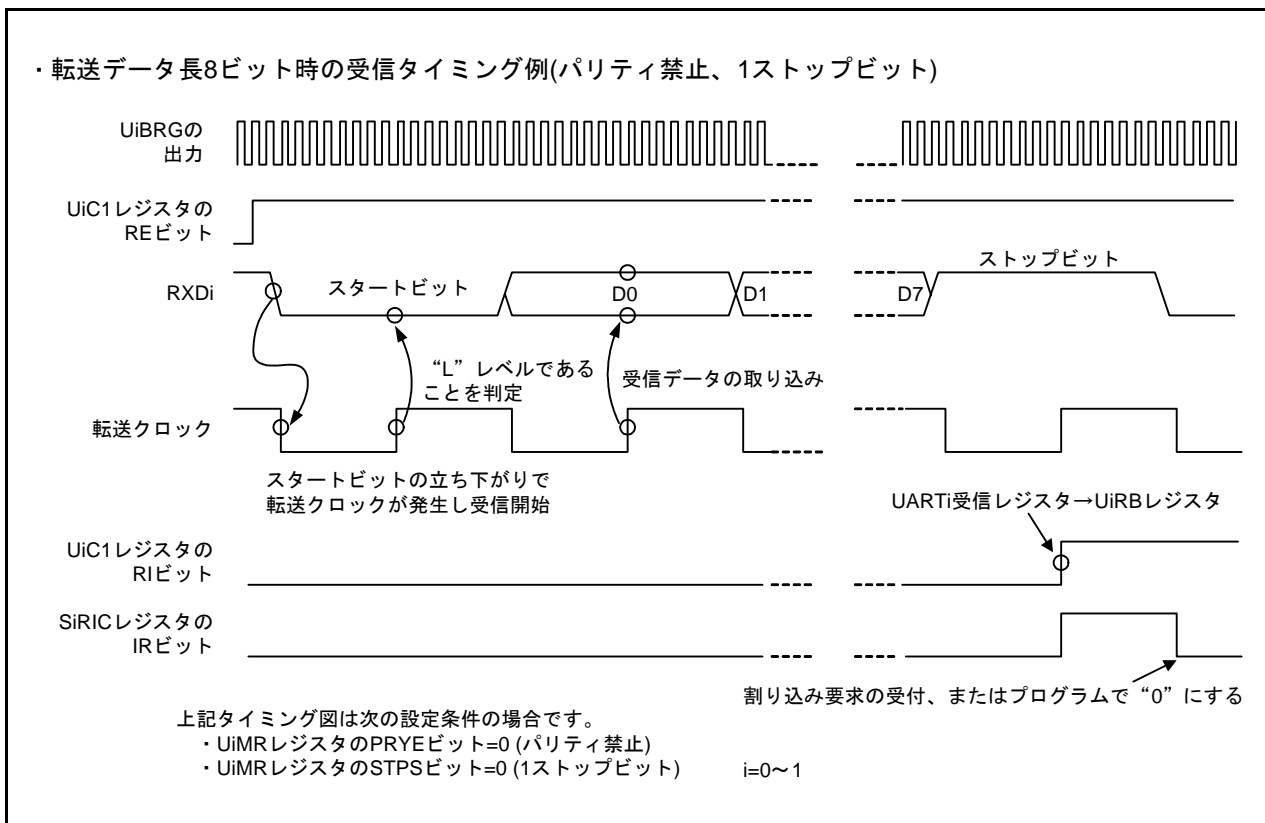 ・転送データ長8ビット時の受信タイミング例(パリティ禁止、1ストップビット)
UiBRGの
出力
UiC1レジスタの
REビット
RXDi
スタートビット
D0
D1
D7
ストップビット
“L”レベルである
ことを判定
受信データの取り込み
転送クロック
スタートビットの立ち下がりで
転送クロックが発生し受信開始
UARTi受信レジスタ→UiRBレジスタ
UiC1レジスタの
RIビット
SiRICレジスタの
IRビット
割り込み要求の受付、またはプログラムで“0”にする
上記タイミング図は次の設定条件の場合です。
・UiMRレジスタのPRYEビット=0 (パリティ禁止)
・UiMRレジスタのSTPSビット=0 (1ストップビット) i=0～1